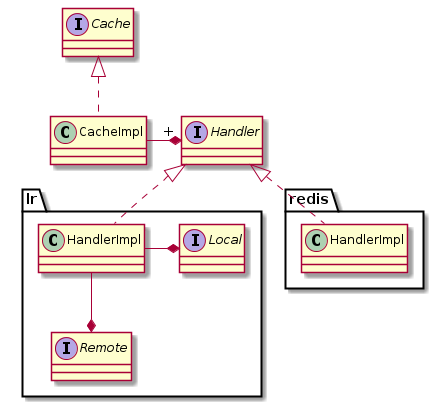 I Cache
C CacheImpl
+
I Handler
lr
redis
C HandlerImpl
I Local
C HandlerImpl
I Remote